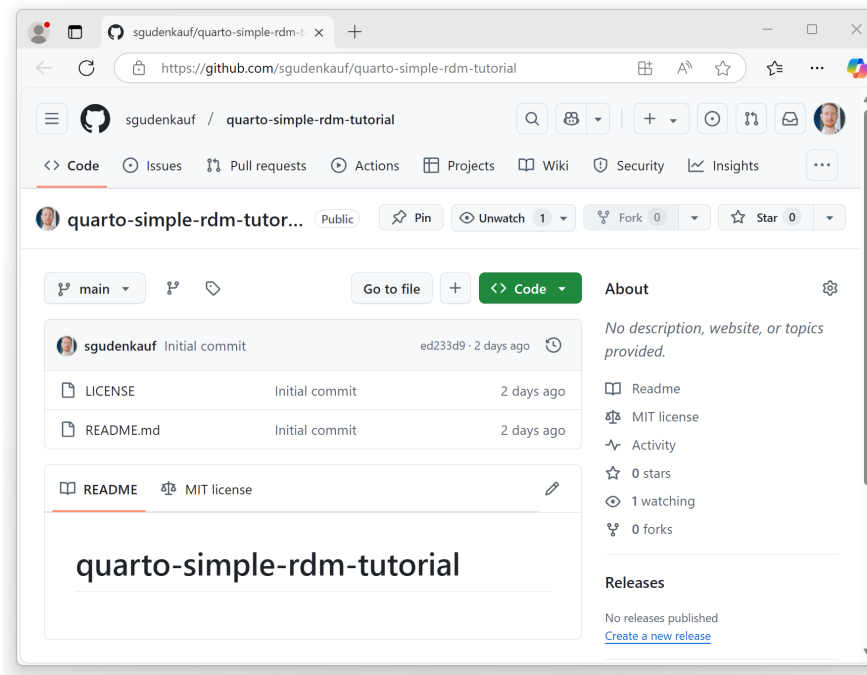 sgudenkauf/quarto-simple-rdm-t
https://github.com/sgudenkauf/quarto-simple-rdm-tutorial
sgudenkauf / quarto-simple-rdm-tutorial
Code Issues Pull requests Actions Projects Wiki Security Insights
quarto-simple-rdm-tutor... Public Pin Unwatch 1 Fork 0 Star 0
main Go to file Code
About
No description, website, or topics
provided.
sgudenkauf Initial commit ed233d9 · 2 days ago
LICENSE Initial commit 2 days ago
README.md Initial commit 2 days ago
Readme
MIT license
Activity
0 stars
1 watching
0 forks
README MIT license
quarto-simple-rdm-tutorial
Releases
No releases published
Create a new release